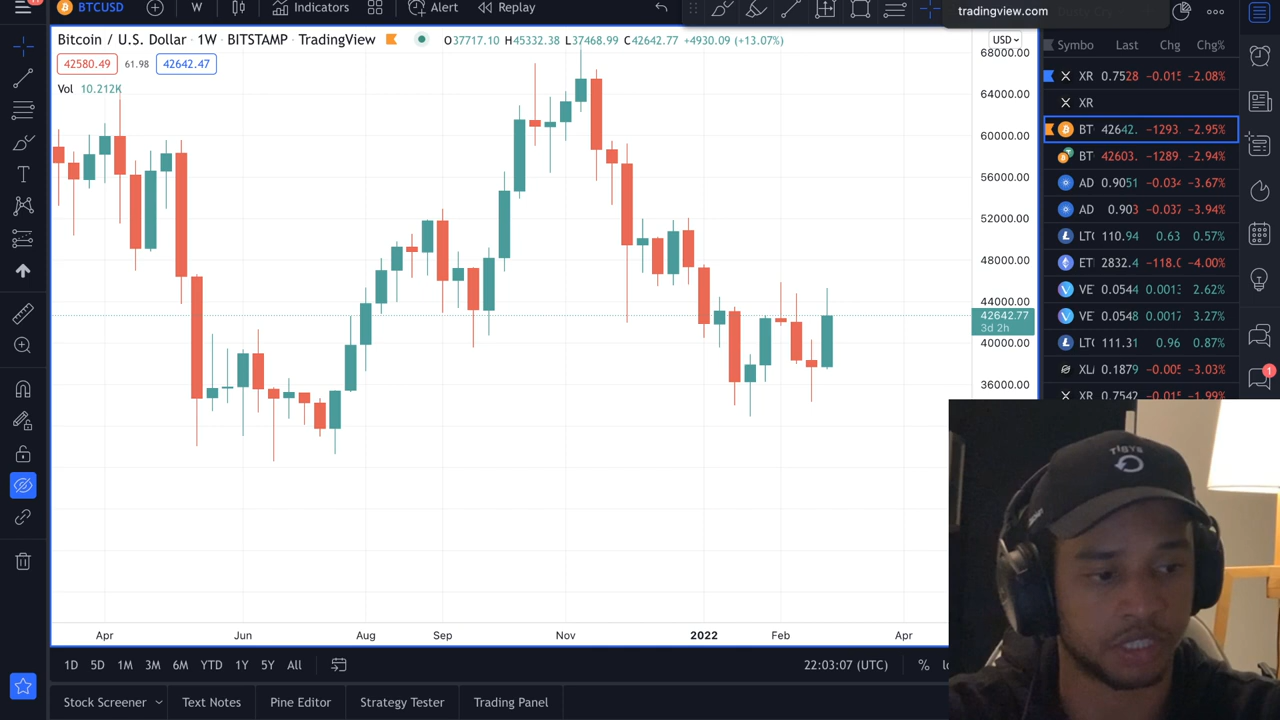 BTCUSD W Indicators Alert Replay
tradingview.com
Bitcoin / U.S. Dollar · 1W · BITSTAMP · TradingView O37717.10 H45332.38 L37468.99 C42642.77 +4930.09 (+13.07%)
42580.49 61.98 42642.47
Vol 10.212K
USD
68000.00
64000.00
60000.00
56000.00
52000.00
48000.00
44000.00
42642.77
3d 2h
40000.00
36000.00
Apr Jun Aug Sep Nov 2022 Feb Apr
1D 5D 1M 3M 6M YTD 1Y 5Y All 22:03:07 (UTC) %
Stock Screener Text Notes Pine Editor Strategy Tester Trading Panel
Symbo Last Chg Chg%
XR 0.7528 −0.015 −2.08%
XR
BT 42642. −1293. −2.95%
BT 42603. −1289. −2.94%
AD 0.9051 −0.034 −3.67%
AD 0.903 −0.037 −3.94%
LTC 110.94 0.63 0.57%
ET 2832.4 −118.0 −4.00%
VE 0.0544 0.0013 2.62%
VE 0.0548 0.0017 3.27%
LTC 111.31 0.96 0.87%
XL 0.1879 −0.005 −3.03%
XR 0.7542 −0.015 −1.99%
1